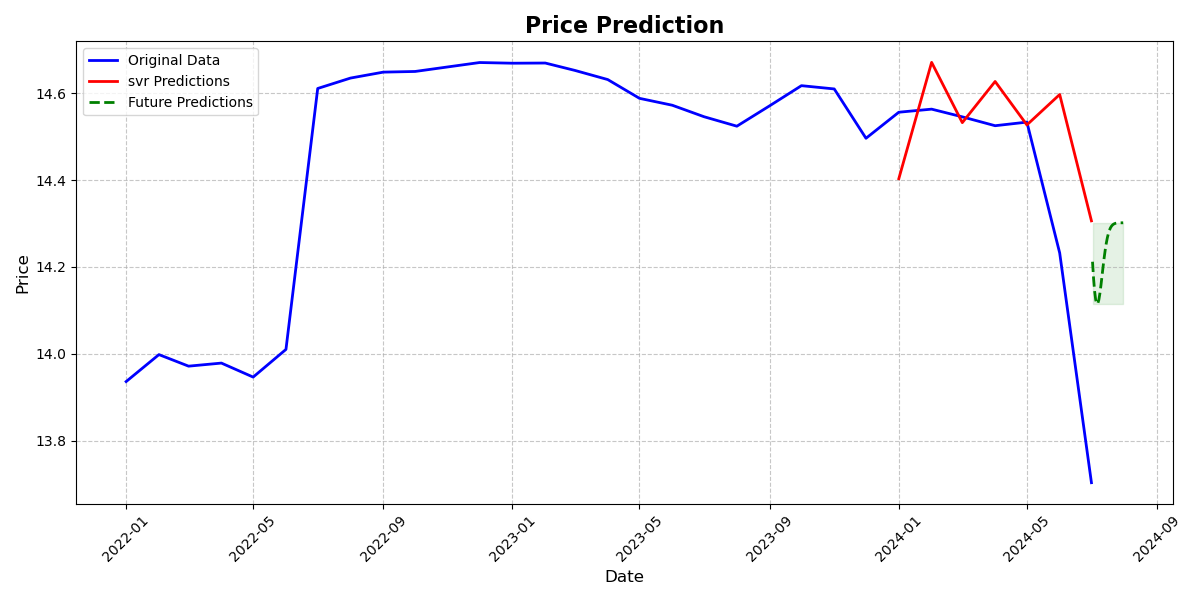 Price Prediction
Original Data
svr Predictions
Future Predictions
Price
14.6
14.4
14.2
14.0
13.8
2022-01
2022-05
2022-09
2023-01
2023-05
2023-09
2024-01
2024-05
2024-09
Date